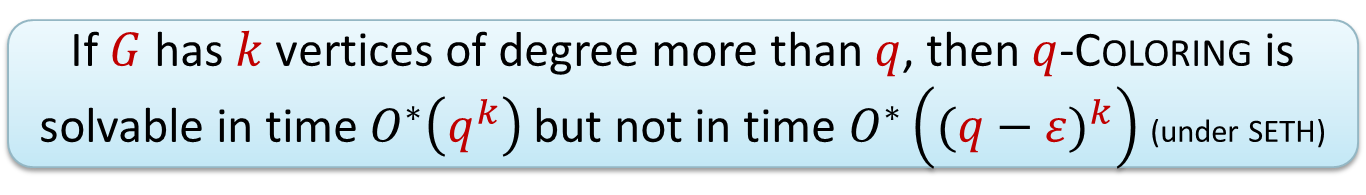 If G has k vertices of degree more than q, then q-COLORING is
solvable in time O*(q^k) but not in time O*((q − ε)^k) (under SETH)